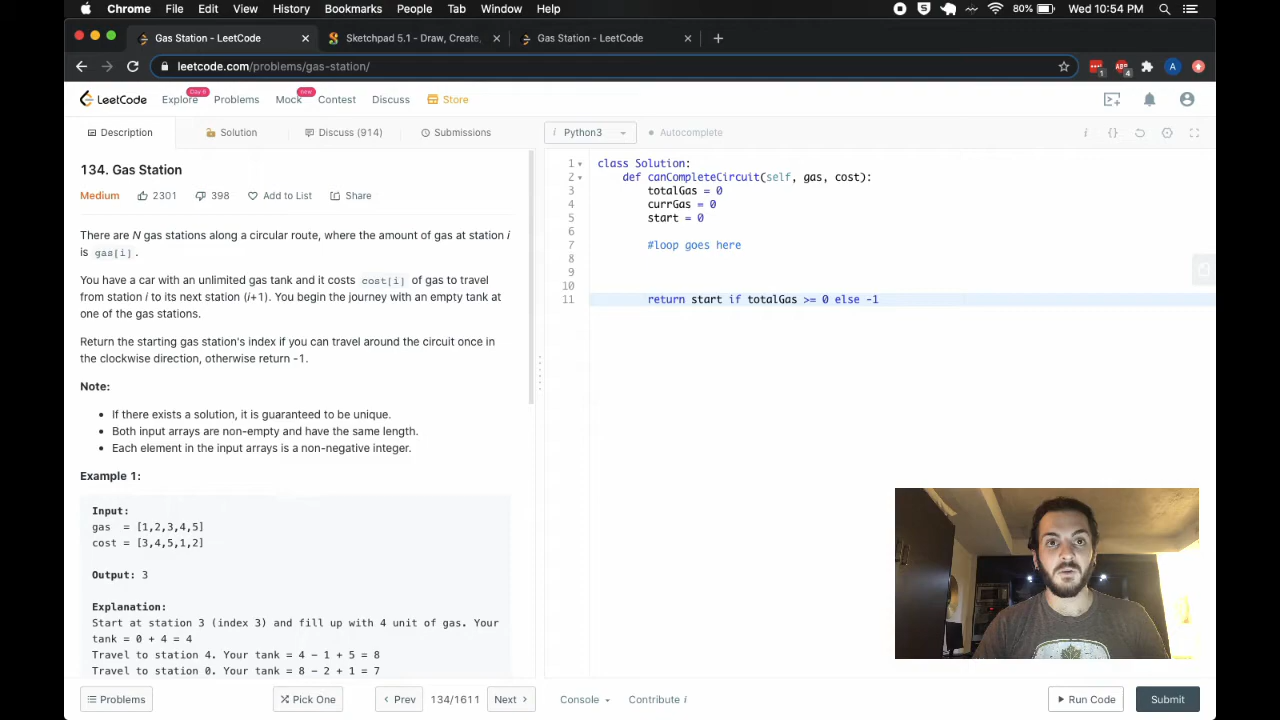 Chrome File Edit View History Bookmarks People Tab Window Help 80% Wed 10:54 PM
Gas Station - LeetCode Sketchpad 5.1 - Draw, Create, Gas Station - LeetCode
leetcode.com/problems/gas-station/
LeetCode Explore Day 6 Problems Mock new Contest Discuss Store
Description Solution Discuss (914) Submissions
i Python3 Autocomplete i {}
134. Gas Station
Medium 2301 398 Add to List Share
There are N gas stations along a circular route, where the amount of gas at station i
is gas[i].
You have a car with an unlimited gas tank and it costs cost[i] of gas to travel
from station i to its next station (i+1). You begin the journey with an empty tank at
one of the gas stations.
Return the starting gas station's index if you can travel around the circuit once in
the clockwise direction, otherwise return -1.
Note:
• If there exists a solution, it is guaranteed to be unique.
• Both input arrays are non-empty and have the same length.
• Each element in the input arrays is a non-negative integer.
Example 1:
Input:
gas = [1,2,3,4,5]
cost = [3,4,5,1,2]
Output: 3
Explanation:
Start at station 3 (index 3) and fill up with 4 unit of gas. Your
tank = 0 + 4 = 4
Travel to station 4. Your tank = 4 - 1 + 5 = 8
Travel to station 0. Your tank = 8 - 2 + 1 = 7
1 class Solution:
2 def canCompleteCircuit(self, gas, cost):
3 totalGas = 0
4 currGas = 0
5 start = 0
6
7 #loop goes here
8
9
10
11 return start if totalGas >= 0 else -1
Problems Pick One < Prev 134/1611 Next > Console Contribute i Run Code Submit